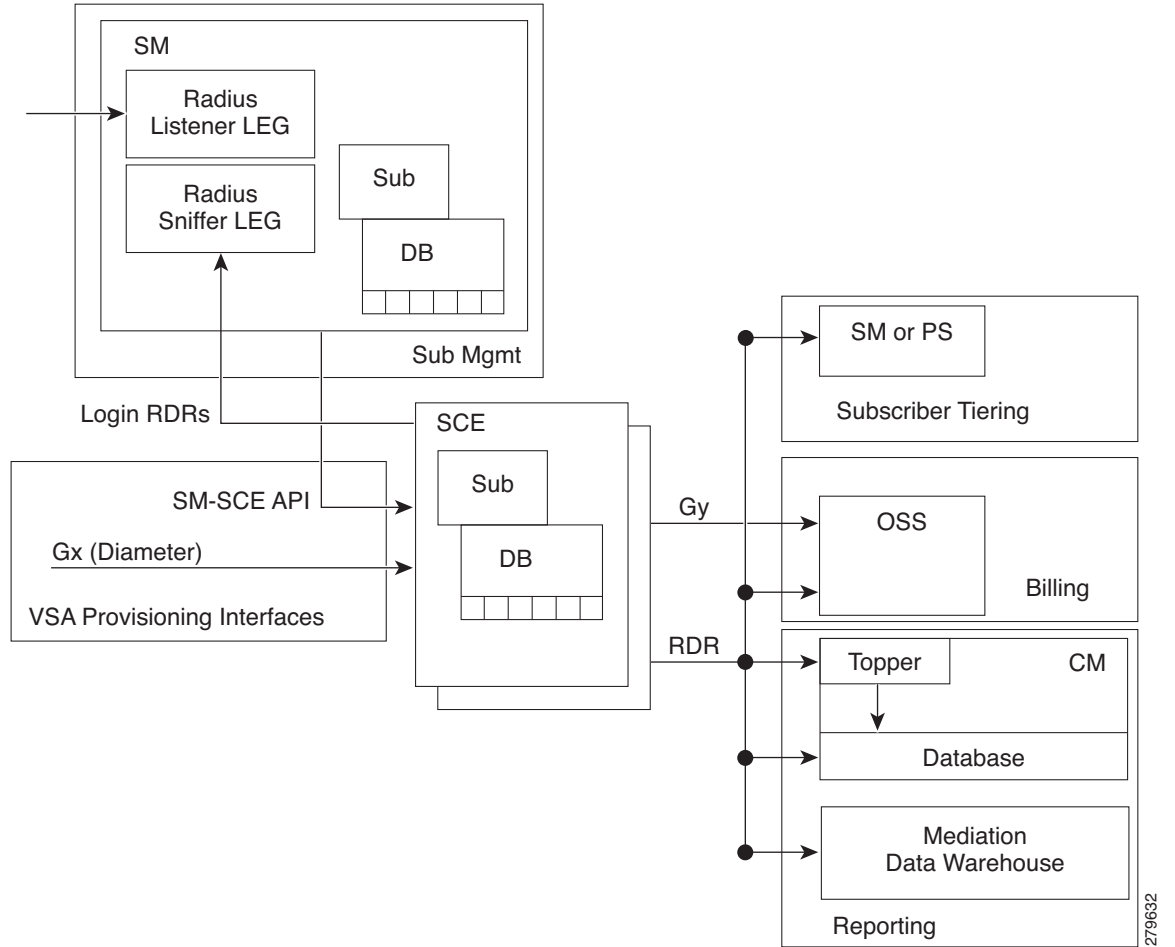 SM
Radius
Listener LEG
Radius
Sniffer LEG
Sub
DB
Sub Mgmt
Login RDRs
SM-SCE API
Gx (Diameter)
VSA Provisioning Interfaces
SCE
Sub
DB
Gy
RDR
SM or PS
Subscriber Tiering
OSS
Billing
Topper
CM
Database
Mediation
Data Warehouse
Reporting
279632